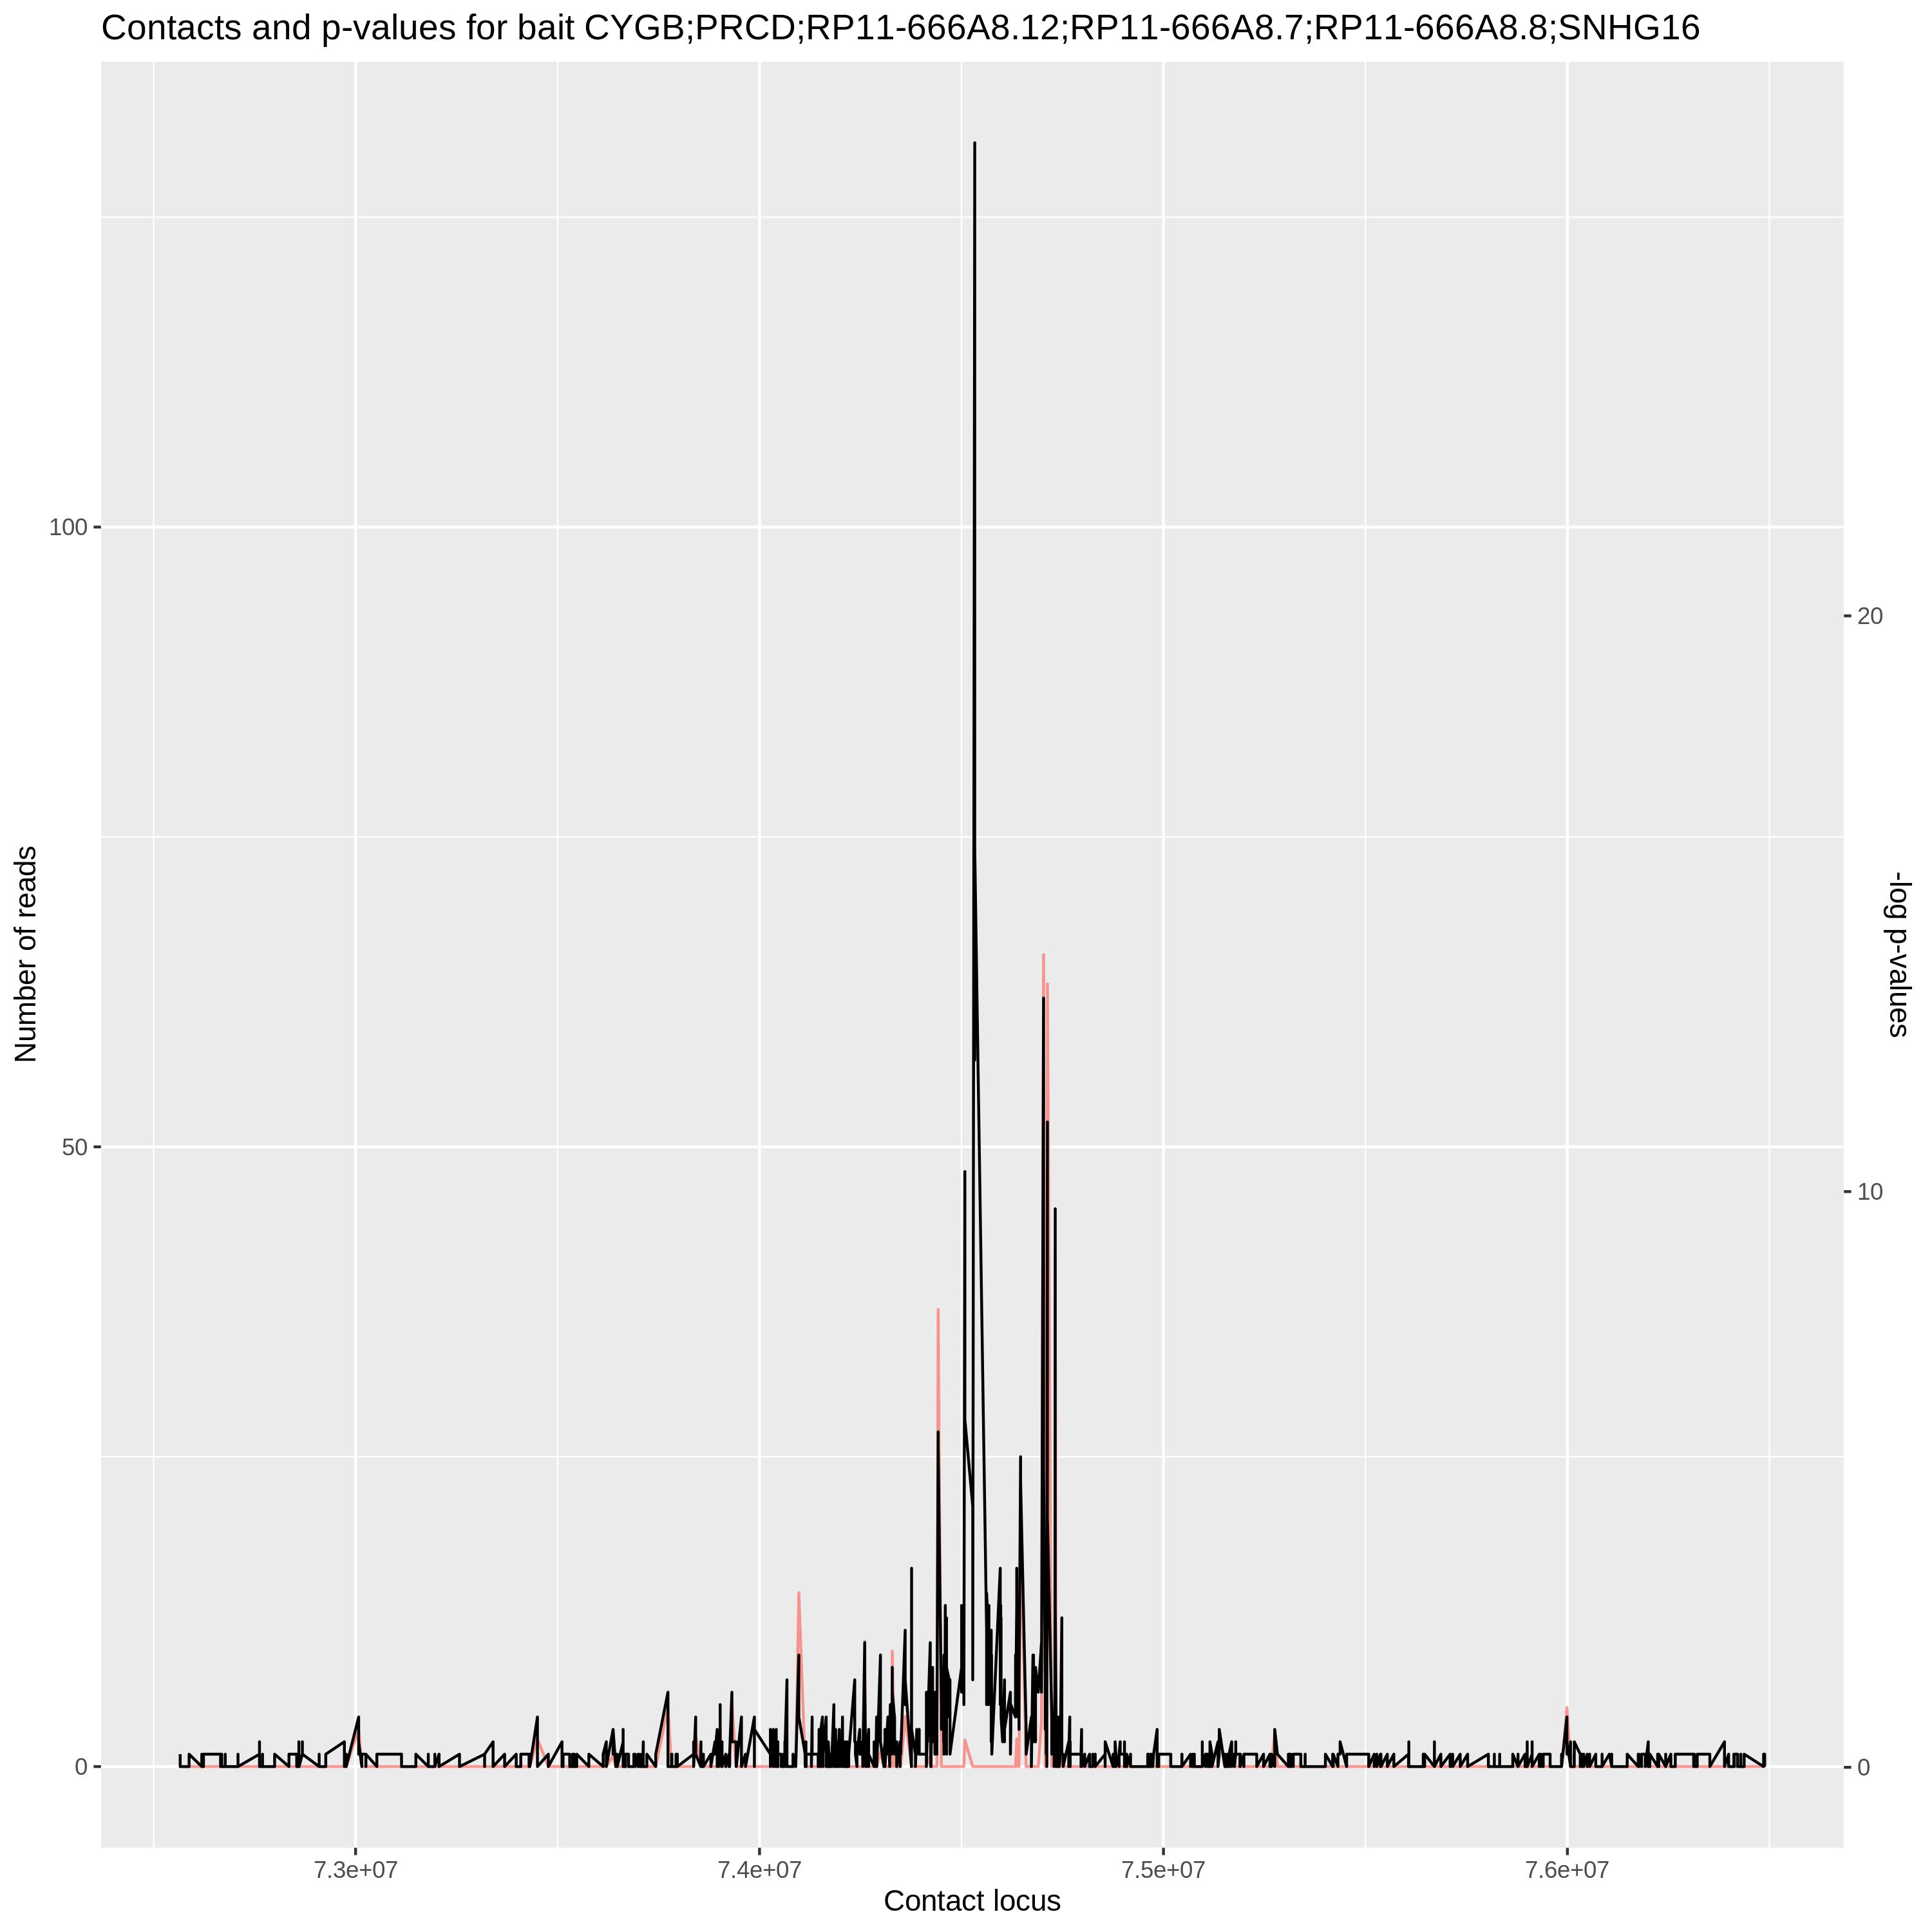 Contacts and p-values for bait CYGB;PRCD;RP11-666A8.12;RP11-666A8.7;RP11-666A8.8;SNHG16
Number of reads
100
50
0
20
10
0
-log p-values
7.3e+07
7.4e+07
7.5e+07
7.6e+07
Contact locus